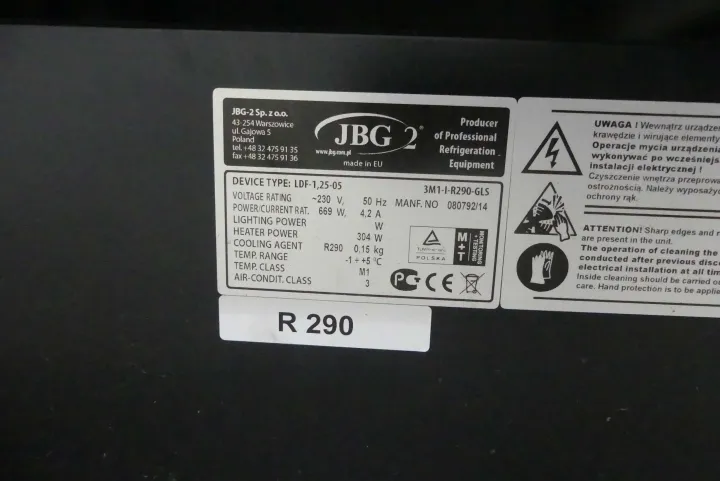 JBG-2 Sp. z o.o.
43-254 Warszowice
ul. Gajowa 5
Poland
tel. +48 32 475 91 35
fax +48 32 475 91 36
JBG 2®
www.jbg.com.pl
made in EU
Producer
of Professional
Refrigeration
Equipment
DEVICE TYPE: LDF-1,25-05 3M1-I-R290-GLS
VOLTAGE RATING ~230 V, 50 Hz MANF. NO 080792/14
POWER/CURRENT RAT. 669 W, 4,2 A
LIGHTING POWER W
HEATER POWER 304 W
COOLING AGENT R290 0,15 kg
TEMP. RANGE -1 ÷ +5 °C
TEMP. CLASS M1
AIR-CONDIT. CLASS 3
POLSKA
M+T
MONITORING
+ TESTING
CE
R 290
UWAGA ! Wewnątrz urządzen
krawędzie i wirujące elementy
Operacje mycia urządzenia
wykonywać po wcześniejs
instalacji elektrycznej !
Czyszczenie wnętrza przeprowa
ostrożnością. Należy wyposażyć
ochrony rąk.
ATTENTION! Sharp edges and r
are present in the unit.
The operation of cleaning the
conducted after previous disco
electrical installation at all tim
Inside cleaning should be carried ou
care. Hand protection is to be applie